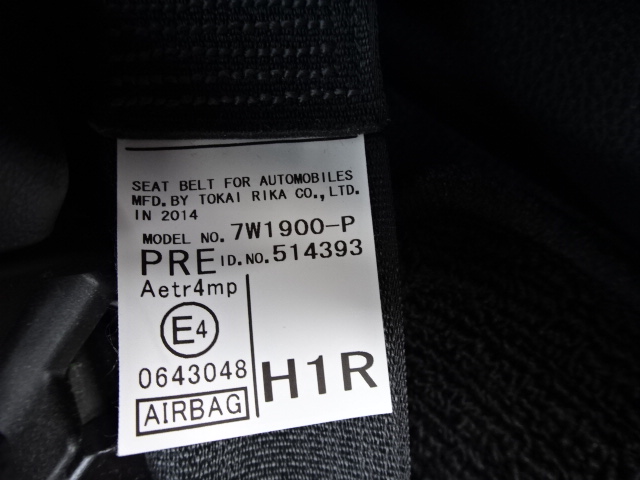 SEAT BELT FOR AUTOMOBILES
MFD.BY TOKAI RIKA CO.,LTD.
IN 2014
MODEL NO. 7W1900-P
PRE ID.NO.514393
Aetr4mp
E4
0643048
AIRBAG
H1R